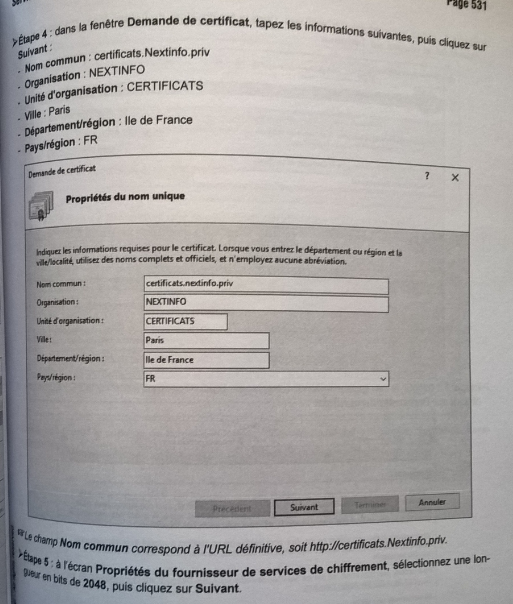 Page 531
➢Étape 4 : dans la fenêtre Demande de certificat, tapez les informations suivantes, puis cliquez sur
Suivant :
- Nom commun : certificats.Nextinfo.priv
- Organisation : NEXTINFO
- Unité d'organisation : CERTIFICATS
- Ville : Paris
- Département/région : Ile de France
- Pays/région : FR
Demande de certificat
? X
Propriétés du nom unique
Indiquez les informations requises pour le certificat. Lorsque vous entrez le département ou région et la
ville/localité, utilisez des noms complets et officiels, et n'employez aucune abréviation.
Nom commun : certificats.nextinfo.priv
Organisation : NEXTINFO
Unité d'organisation : CERTIFICATS
Ville : Paris
Département/région : Ile de France
Pays/région : FR
Précédent Suivant Terminer Annuler
Le champ Nom commun correspond à l'URL définitive, soit http://certificats.Nextinfo.priv.
➢Étape 5 : à l'écran Propriétés du fournisseur de services de chiffrement, sélectionnez une lon-
gueur en bits de 2048, puis cliquez sur Suivant.